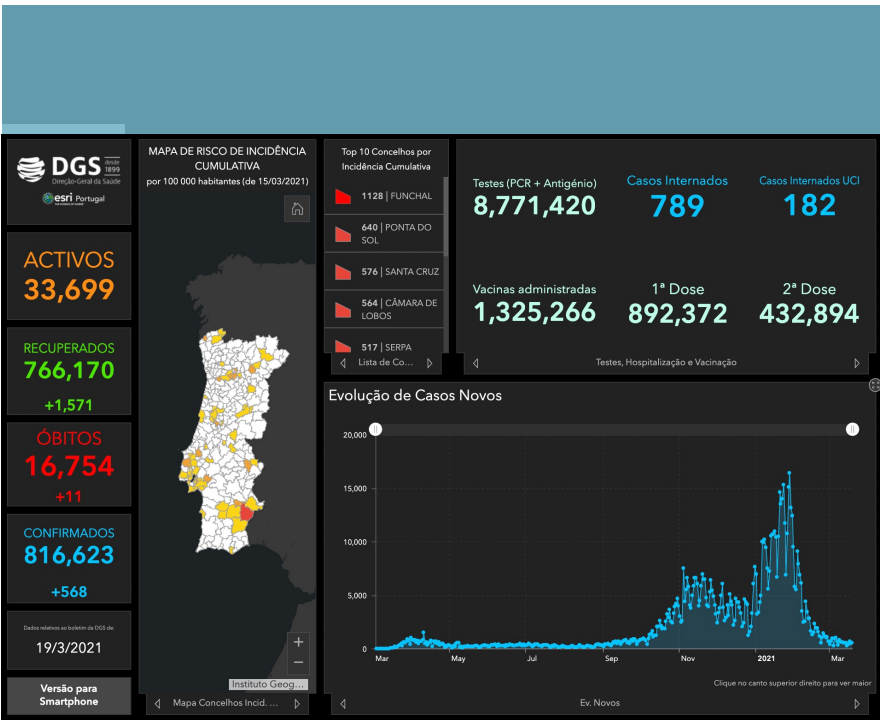 DGS
desde
1899
Direção-Geral da Saúde
esri Portugal
THE SCIENCE OF WHERE
ACTIVOS
33,699
RECUPERADOS
766,170
+1,571
ÓBITOS
16,754
+11
CONFIRMADOS
816,623
+568
Dados relativos ao boletim da DGS de:
19/3/2021
Versão para
Smartphone
MAPA DE RISCO DE INCIDÊNCIA
CUMULATIVA
por 100 000 habitantes (de 15/03/2021)
+
−
Instituto Geog...
Mapa Concelhos Incid. ...
Top 10 Concelhos por
Incidência Cumulativa
1128 | FUNCHAL
640 | PONTA DO
SOL
576 | SANTA CRUZ
564 | CÂMARA DE
LOBOS
517 | SERPA
Lista de Co...
Testes (PCR + Antigénio)
8,771,420
Casos Internados
789
Casos Internados UCI
182
Vacinas administradas
1,325,266
1ª Dose
892,372
2ª Dose
432,894
Testes, Hospitalização e Vacinação
Evolução de Casos Novos
20,000
15,000
10,000
5,000
0
Mar May Jul Sep Nov 2021 Mar
Clique no canto superior direito para ver maior
Ev. Novos